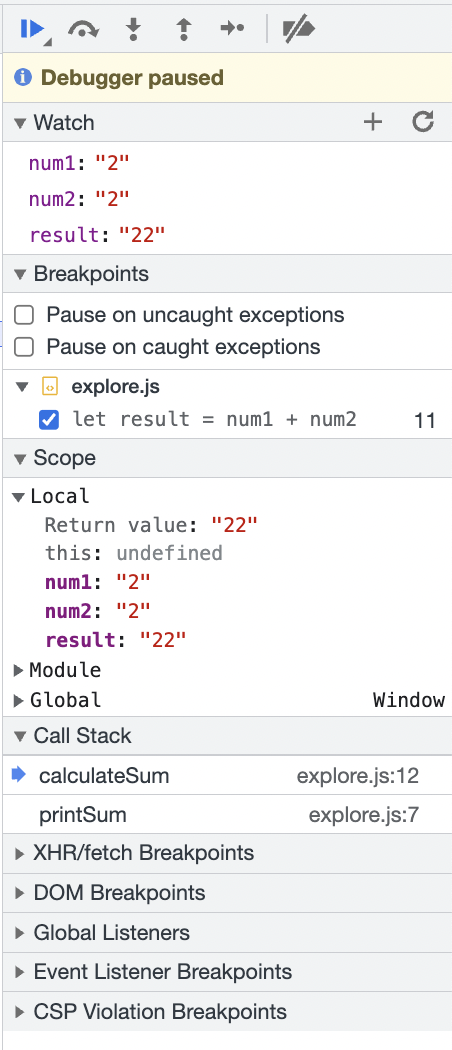 Debugger paused
Watch
num1: "2"
num2: "2"
result: "22"
Breakpoints
Pause on uncaught exceptions
Pause on caught exceptions
explore.js
let result = num1 + num2 11
Scope
Local
Return value: "22"
this: undefined
num1: "2"
num2: "2"
result: "22"
Module
Global Window
Call Stack
calculateSum explore.js:12
printSum explore.js:7
XHR/fetch Breakpoints
DOM Breakpoints
Global Listeners
Event Listener Breakpoints
CSP Violation Breakpoints